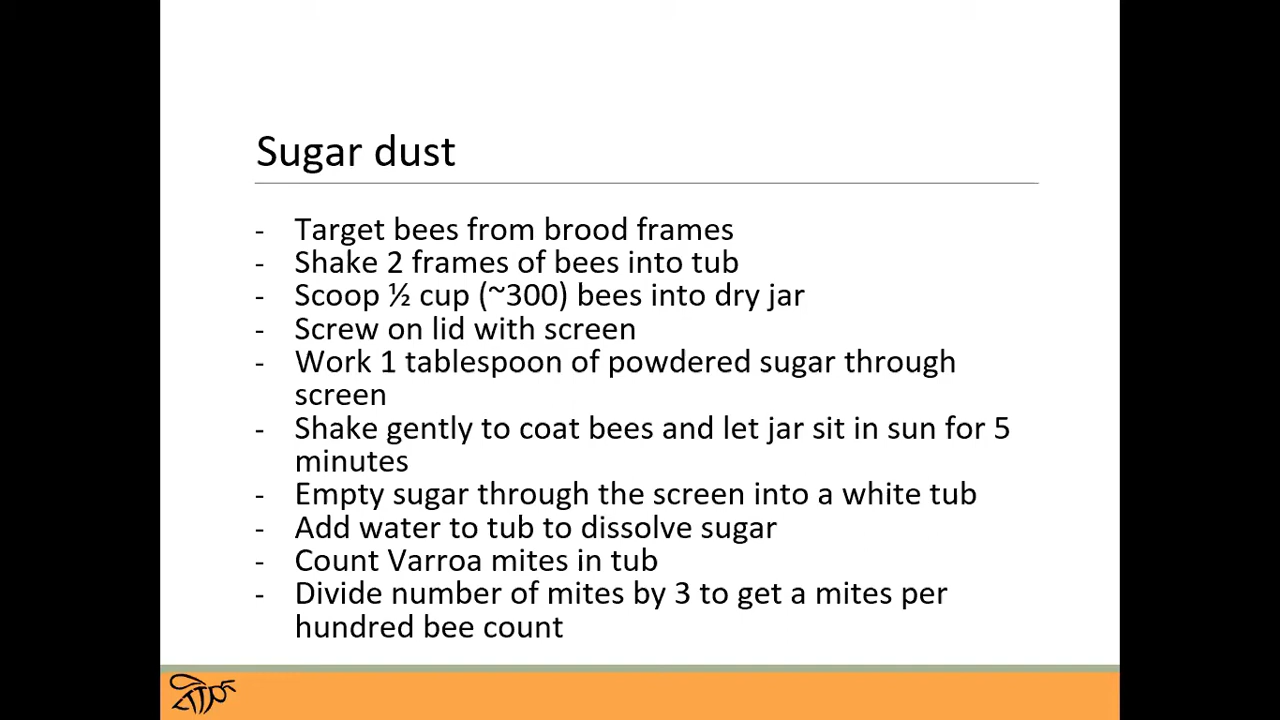 Sugar dust
- Target bees from brood frames
- Shake 2 frames of bees into tub
- Scoop ½ cup (~300) bees into dry jar
- Screw on lid with screen
- Work 1 tablespoon of powdered sugar through
screen
- Shake gently to coat bees and let jar sit in sun for 5
minutes
- Empty sugar through the screen into a white tub
- Add water to tub to dissolve sugar
- Count Varroa mites in tub
- Divide number of mites by 3 to get a mites per
hundred bee count